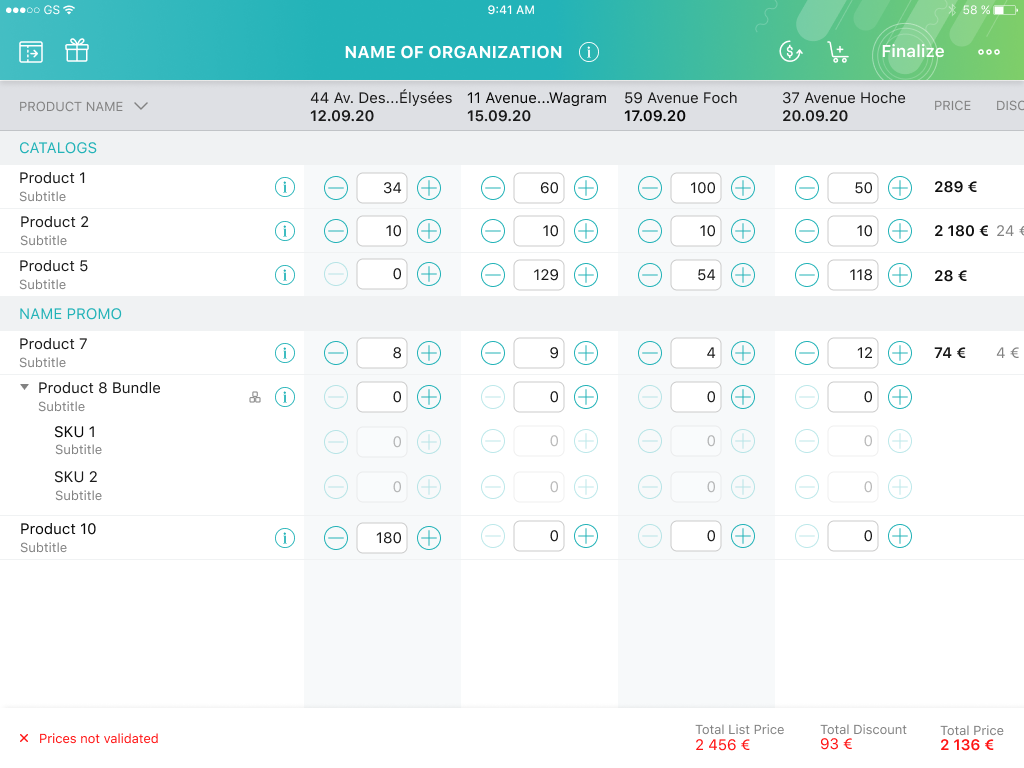 GS 9:41 AM 58 %
NAME OF ORGANIZATION i $ Finalize
PRODUCT NAME 44 Av. Des...Élysées 11 Avenue...Wagram 59 Avenue Foch 37 Avenue Hoche PRICE DISC
12.09.20 15.09.20 17.09.20 20.09.20
CATALOGS
Product 1 i 34 60 100 50 289 €
Subtitle
Product 2 i 10 10 10 10 2 180 € 24 €
Subtitle
Product 5 i 0 129 54 118 28 €
Subtitle
NAME PROMO
Product 7 i 8 9 4 12 74 € 4 €
Subtitle
Product 8 Bundle i 0 0 0 0
Subtitle
SKU 1 0 0 0 0
Subtitle
SKU 2 0 0 0 0
Subtitle
Product 10 i 180 0 0 0
Subtitle
Prices not validated
Total List Price Total Discount Total Price
2 456 € 93 € 2 136 €